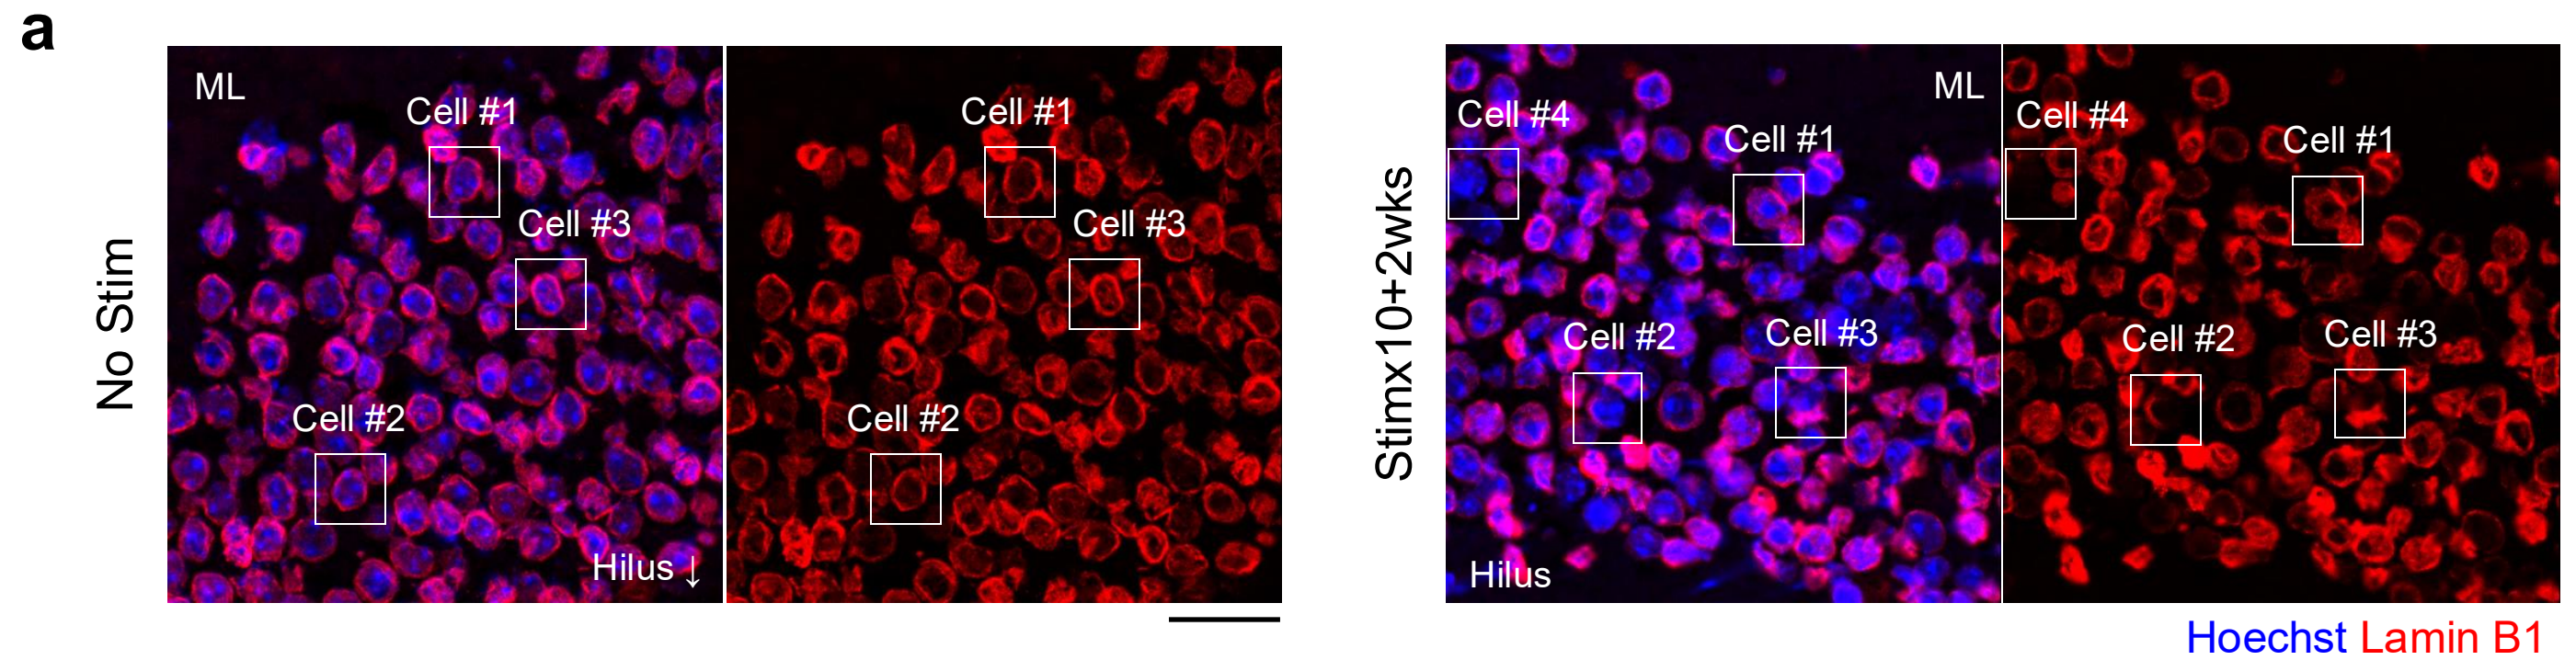 a
No Stim
ML
Cell #1
Cell #3
Cell #2
Hilus ↓
Cell #1
Cell #3
Cell #2
Stimx10+2wks
ML
Cell #4
Cell #1
Cell #2
Cell #3
Hilus
Cell #4
Cell #1
Cell #2
Cell #3
Hoechst Lamin B1